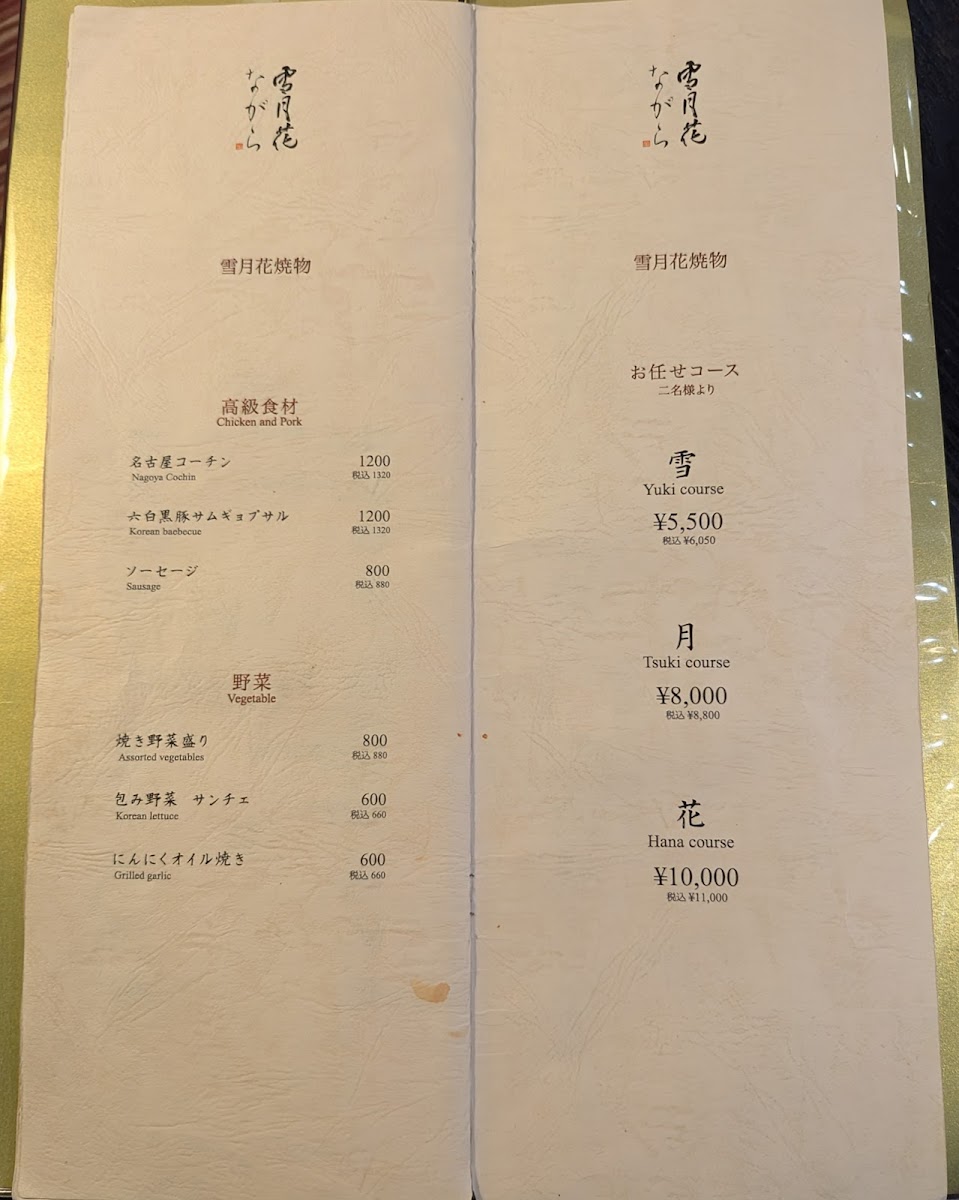 雪月花
ながら
雪月花焼物
高級食材
Chicken and Pork
名古屋コーチン 1200
Nagoya Cochin 税込 1320
六白黒豚サムギョプサル 1200
Korean baebecue 税込 1320
ソーセージ 800
Sausage 税込 880
野菜
Vegetable
焼き野菜盛り 800
Assorted vegetables 税込 880
包み野菜　サンチェ 600
Korean lettuce 税込 660
にんにくオイル焼き 600
Grilled garlic 税込 660
雪月花
ながら
雪月花焼物
お任せコース
二名様より
雪
Yuki course
¥5,500
税込 ¥6,050
月
Tsuki course
¥8,000
税込 ¥8,800
花
Hana course
¥10,000
税込 ¥11,000